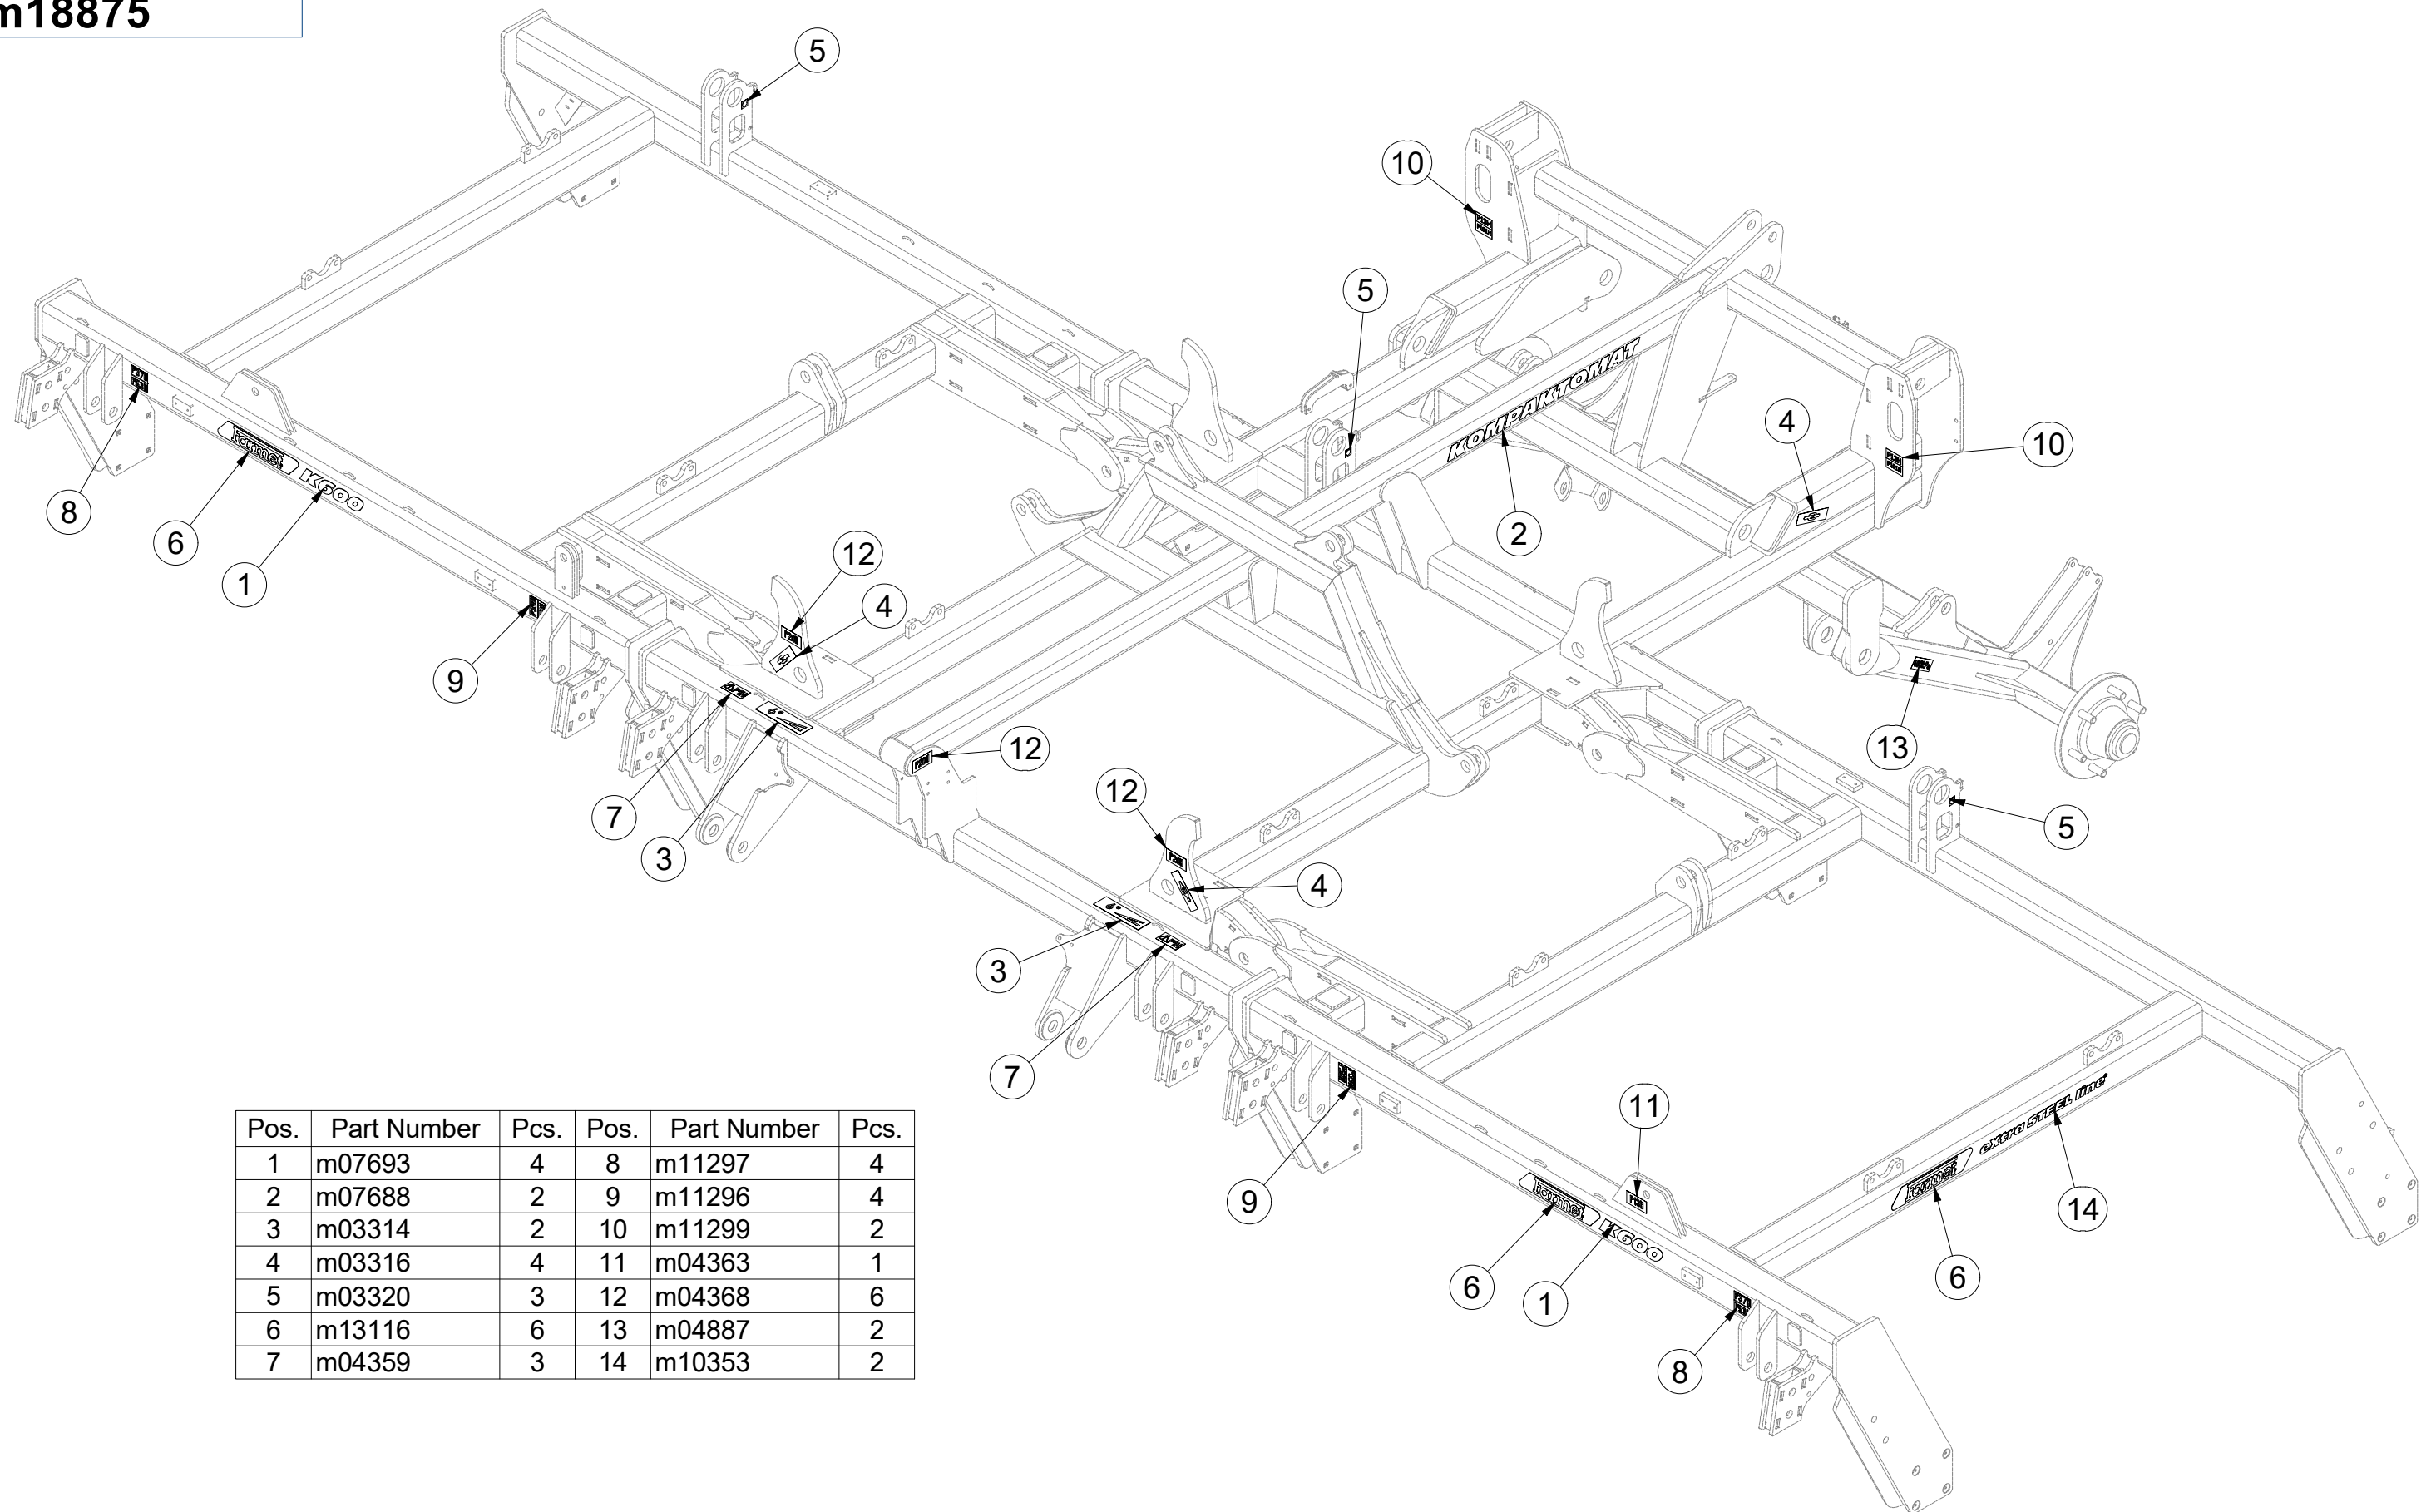 m18875
5
10
5
4
10
8
6
1
farmet K600
KOMPAKTOMAT
2
12
4
9
13
7
3
12
12
5
4
3
7
11
9
extra STEEL line
farmet
14
6
farmet K600
6
1
8
Pos. Part Number Pcs. Pos. Part Number Pcs.
1 m07693 4 8 m11297 4
2 m07688 2 9 m11296 4
3 m03314 2 10 m11299 2
4 m03316 4 11 m04363 1
5 m03320 3 12 m04368 6
6 m13116 6 13 m04887 2
7 m04359 3 14 m10353 2